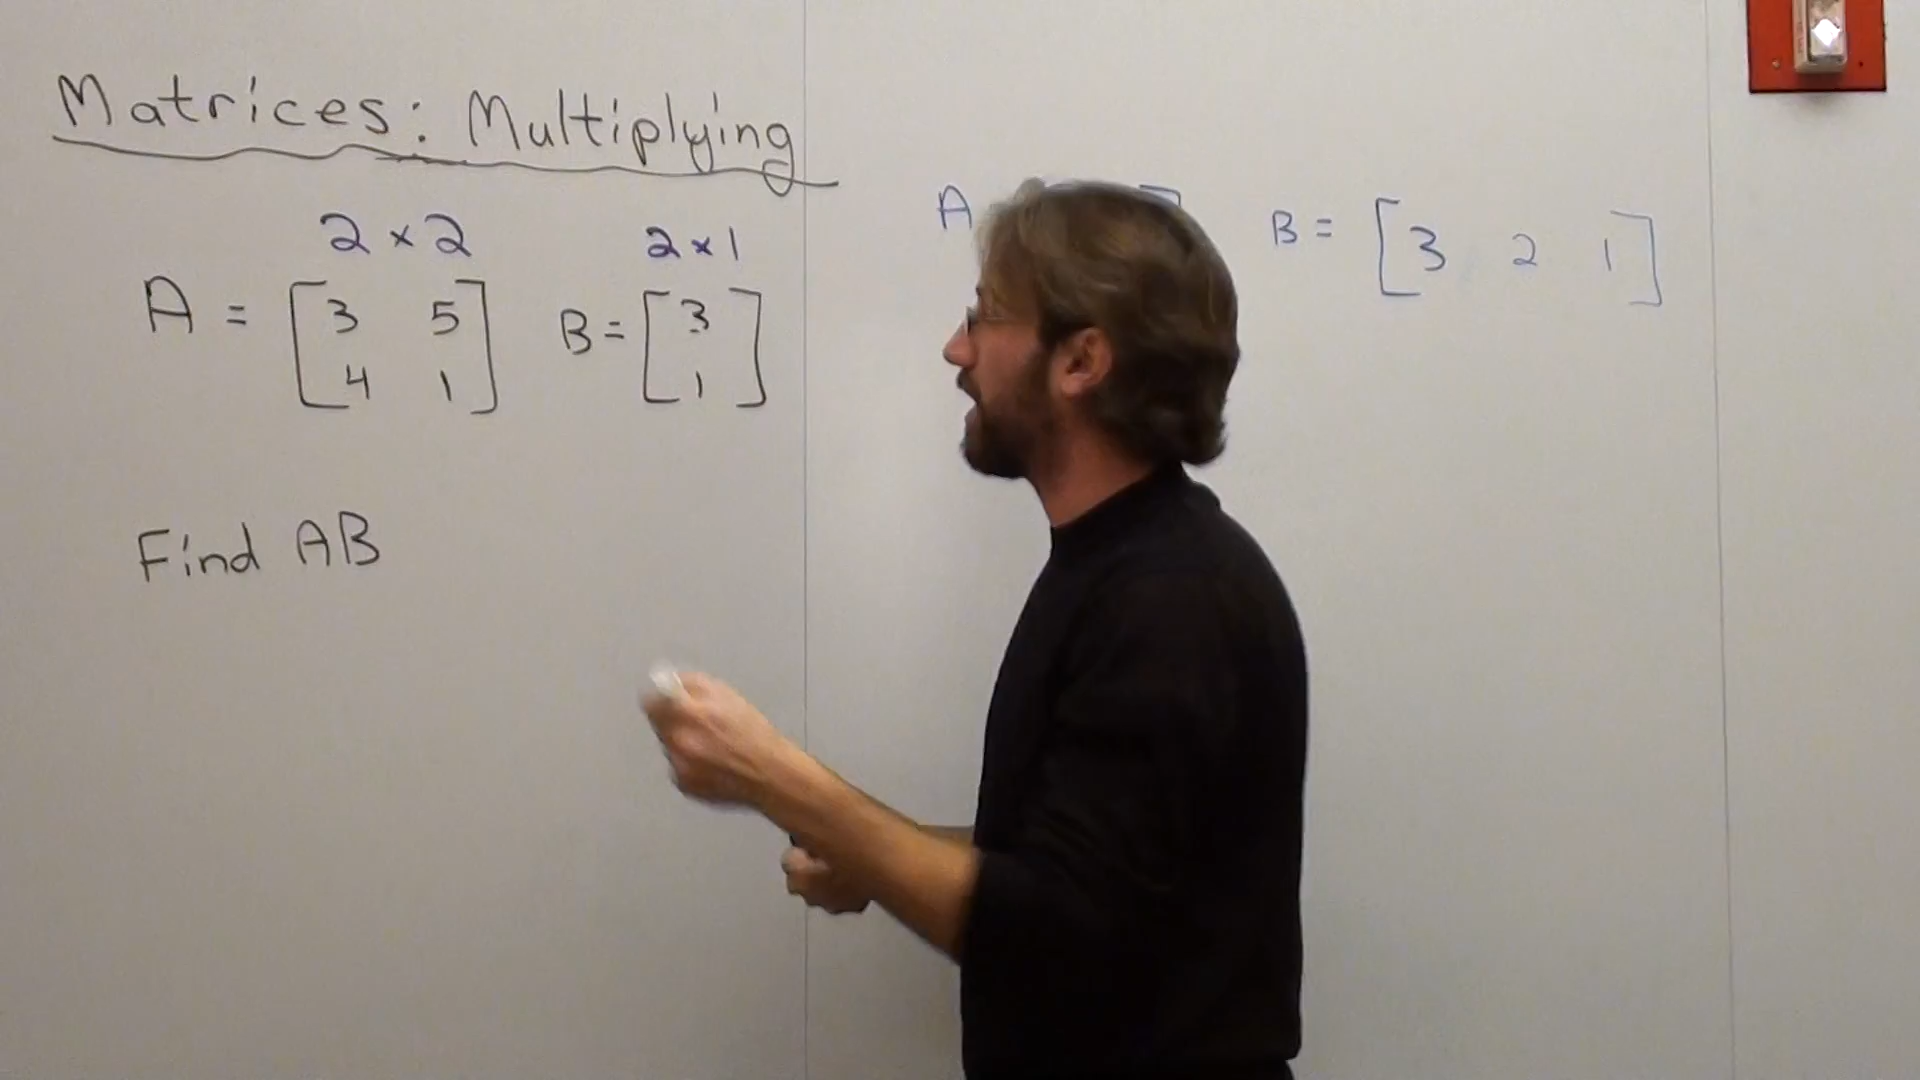 Matrices: Multiplying
2 × 2
2 × 1
A = [3 5
4 1]
B = [3
1]
Find AB
A
B = [3 2 1]